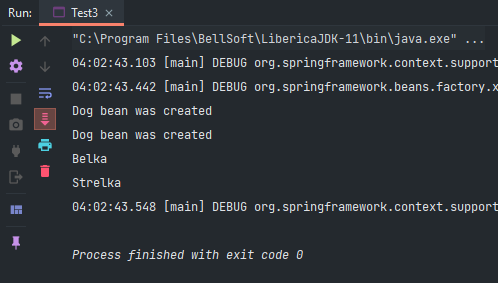 Run: Test3
"C:\Program Files\BellSoft\LibericaJDK-11\bin\java.exe" ...
04:02:43.103 [main] DEBUG org.springframework.context.support
04:02:43.442 [main] DEBUG org.springframework.beans.factory.x
Dog bean was created
Dog bean was created
Belka
Strelka
04:02:43.548 [main] DEBUG org.springframework.context.support
Process finished with exit code 0